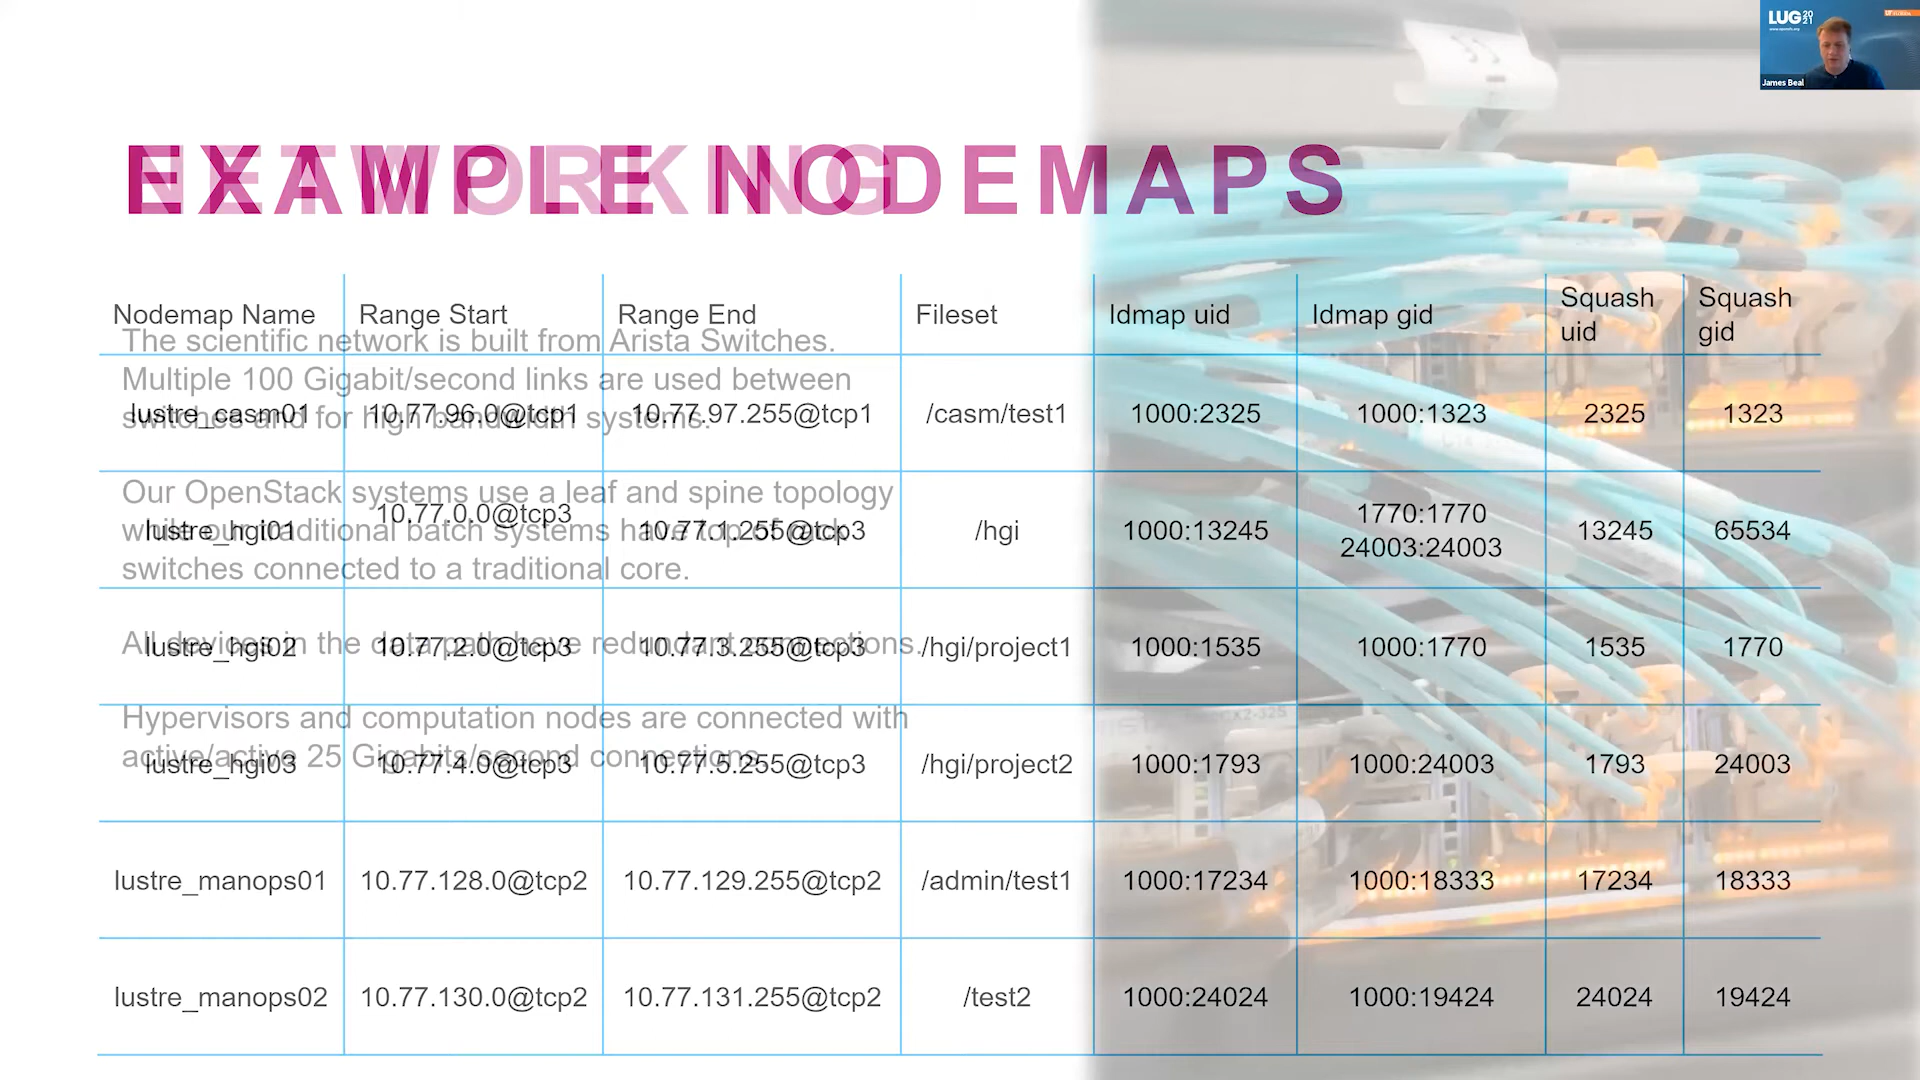 LUG 2021
James Beal
EXAMPLE NODEMAPS
NETWORKING
Nodemap Name Range Start Range End Fileset Idmap uid Idmap gid Squash uid Squash gid
lustre_casm01 10.77.96.0@tcp1 10.77.97.255@tcp1 /casm/test1 1000:2325 1000:1323 2325 1323
lustre_hgi01 10.77.0.0@tcp3 10.77.1.255@tcp3 /hgi 1000:13245 1770:1770 24003:24003 13245 65534
lustre_hgi02 10.77.2.0@tcp3 10.77.3.255@tcp3 /hgi/project1 1000:1535 1000:1770 1535 1770
lustre_hgi03 10.77.4.0@tcp3 10.77.5.255@tcp3 /hgi/project2 1000:1793 1000:24003 1793 24003
lustre_manops01 10.77.128.0@tcp2 10.77.129.255@tcp2 /admin/test1 1000:17234 1000:18333 17234 18333
lustre_manops02 10.77.130.0@tcp2 10.77.131.255@tcp2 /test2 1000:24024 1000:19424 24024 19424
The scientific network is built from Arista Switches.
Multiple 100 Gigabit/second links are used between
switches and for high bandwidth systems.
Our OpenStack systems use a leaf and spine topology
while our traditional batch systems have top of rack
switches connected to a traditional core.
All devices in the data path have redundant connections.
Hypervisors and computation nodes are connected with
active/active 25 Gigabits/second connections.